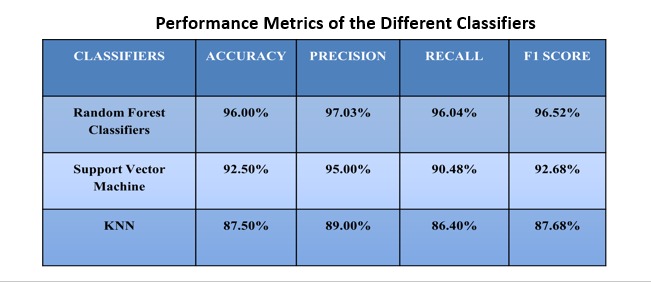 Performance Metrics of the Different Classifiers
CLASSIFIERS ACCURACY PRECISION RECALL F1 SCORE
Random Forest Classifiers 96.00% 97.03% 96.04% 96.52%
Support Vector Machine 92.50% 95.00% 90.48% 92.68%
KNN 87.50% 89.00% 86.40% 87.68%